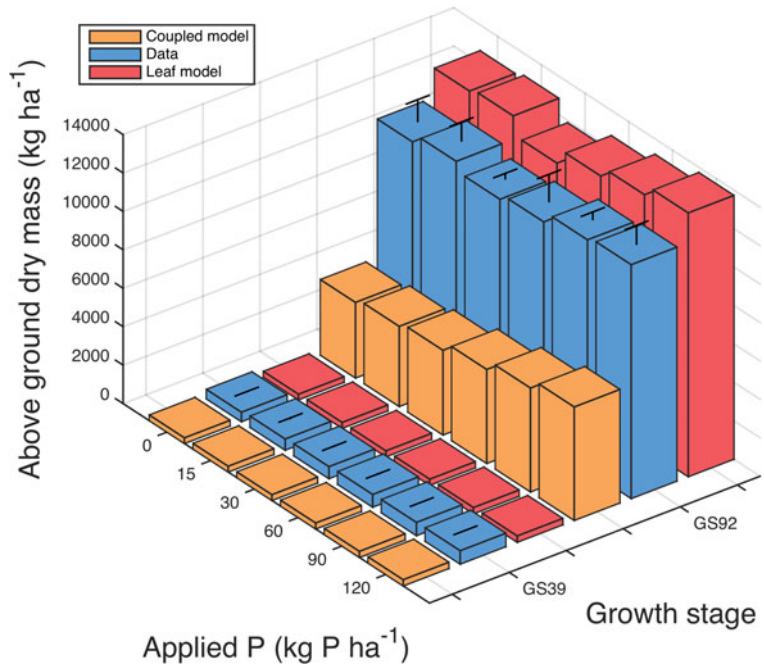 Coupled model
Data
Leaf model
Above ground dry mass (kg ha⁻¹)
14000
12000
10000
8000
6000
4000
2000
0
0
15
30
60
90
120
Applied P (kg P ha⁻¹)
GS39
GS92
Growth stage